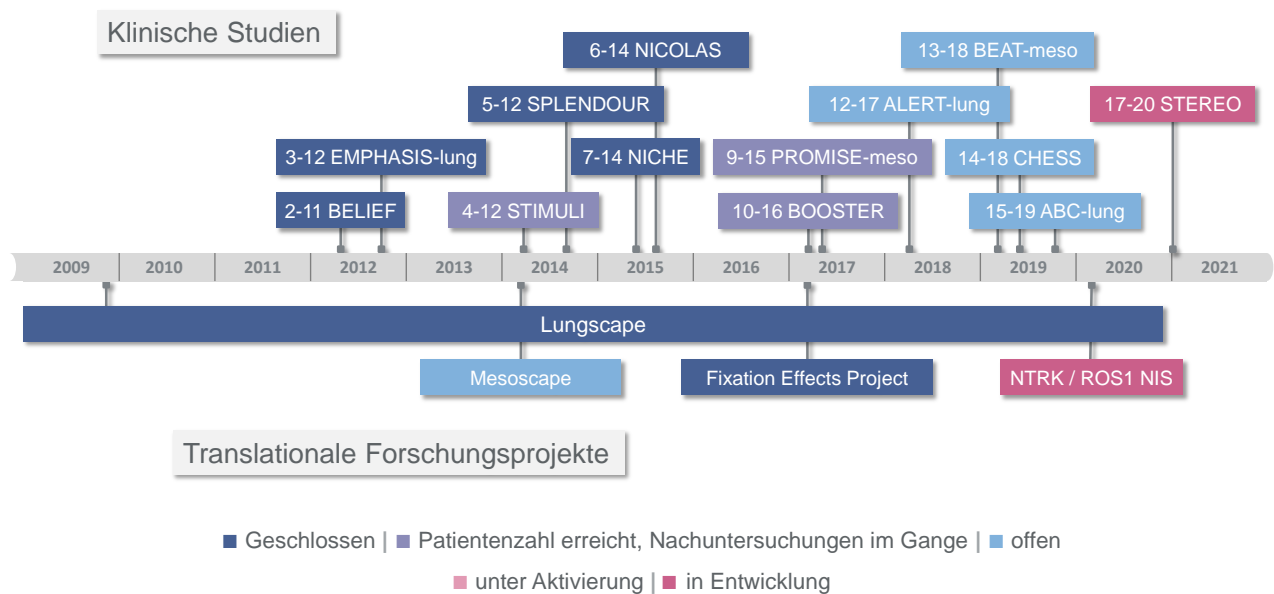 Klinische Studien
6-14 NICOLAS
13-18 BEAT-meso
5-12 SPLENDOUR
12-17 ALERT-lung
17-20 STEREO
3-12 EMPHASIS-lung
7-14 NICHE
9-15 PROMISE-meso
14-18 CHESS
2-11 BELIEF
4-12 STIMULI
10-16 BOOSTER
15-19 ABC-lung
2009 2010 2011 2012 2013 2014 2015 2016 2017 2018 2019 2020 2021
Lungscape
Mesoscape
Fixation Effects Project
NTRK / ROS1 NIS
Translationale Forschungsprojekte
Geschlossen | Patientenzahl erreicht, Nachuntersuchungen im Gange | offen
unter Aktivierung | in Entwicklung